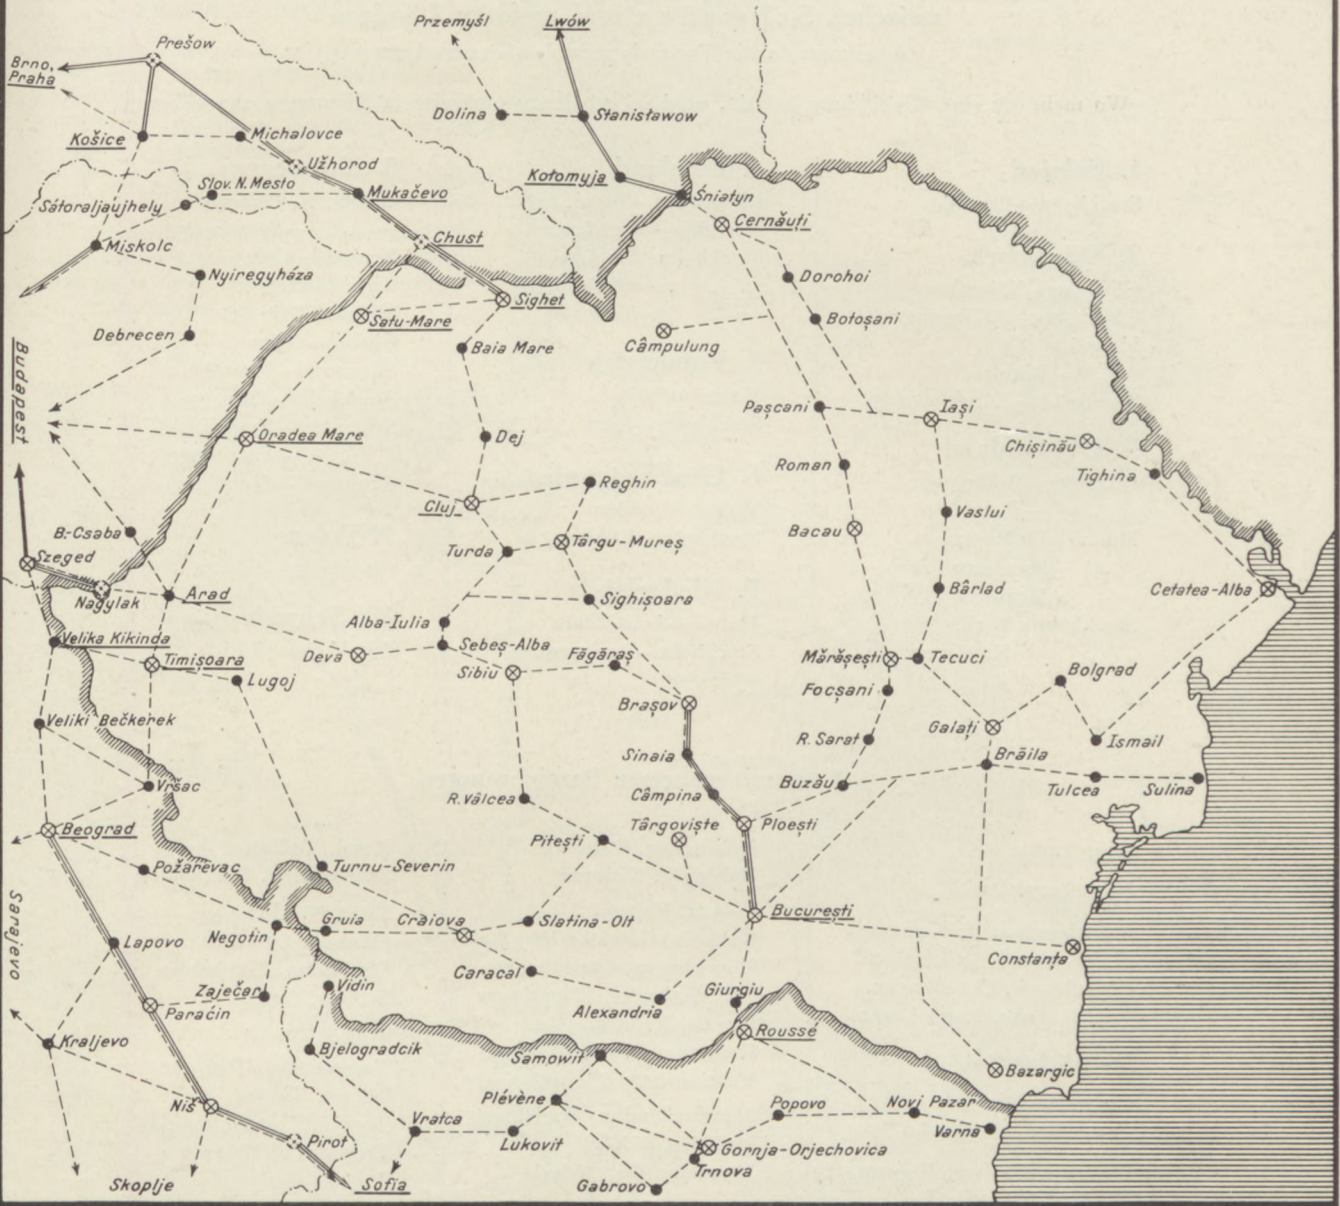 Przemyśl
Lwów
Prešow
Brno,
Praha
Dolina
Stanisławow
Košice
Michalovce
Užhorod
Kołomyja
Slov. N. Mesto
Mukačevo
Śniatyn
Sátoraljaujhely
Cernăuți
Miskolc
Chust
Nyiregyháza
Dorohoi
Sighet
Satu-Mare
Botoșani
Debrecen
Câmpulung
Baia Mare
Budapest
Pașcani
Iași
Oradea Mare
Dej
Chișinău
Roman
Tighina
Reghin
Cluj
Vaslui
B.-Csaba
Bacau
Turda
Târgu-Mureș
Szeged
Bârlad
Cetatea-Alba
Nagylak
Arad
Sighișoara
Alba-Iulia
Velika Kikinda
Sebeș-Alba
Timișoara
Deva
Făgăraș
Mărășești
Tecuci
Sibiu
Bolgrad
Lugoj
Focșani
Brașov
Veliki Bečkerek
Galați
R. Sarat
Ismail
Sinaia
Brăila
Vršac
Buzău
Tulcea
Sulina
R. Vâlcea
Câmpina
Beograd
Târgoviște
Ploești
Pitești
Požarevac
Turnu-Severin
Sarajevo
București
Gruia
Craiova
Slatina-Olt
Negotin
Lapovo
Constanța
Caracal
Zaječar
Vidin
Giurgiu
Paraćin
Alexandria
Roussé
Kraljevo
Bjelogradcik
Samowit
Bazargic
Plévène
Popovo
Novi Pazar
Niš
Vratca
Varna
Pirot
Lukovit
Gornja-Orjechovica
Trnova
Skoplje
Sofia
Gabrovo